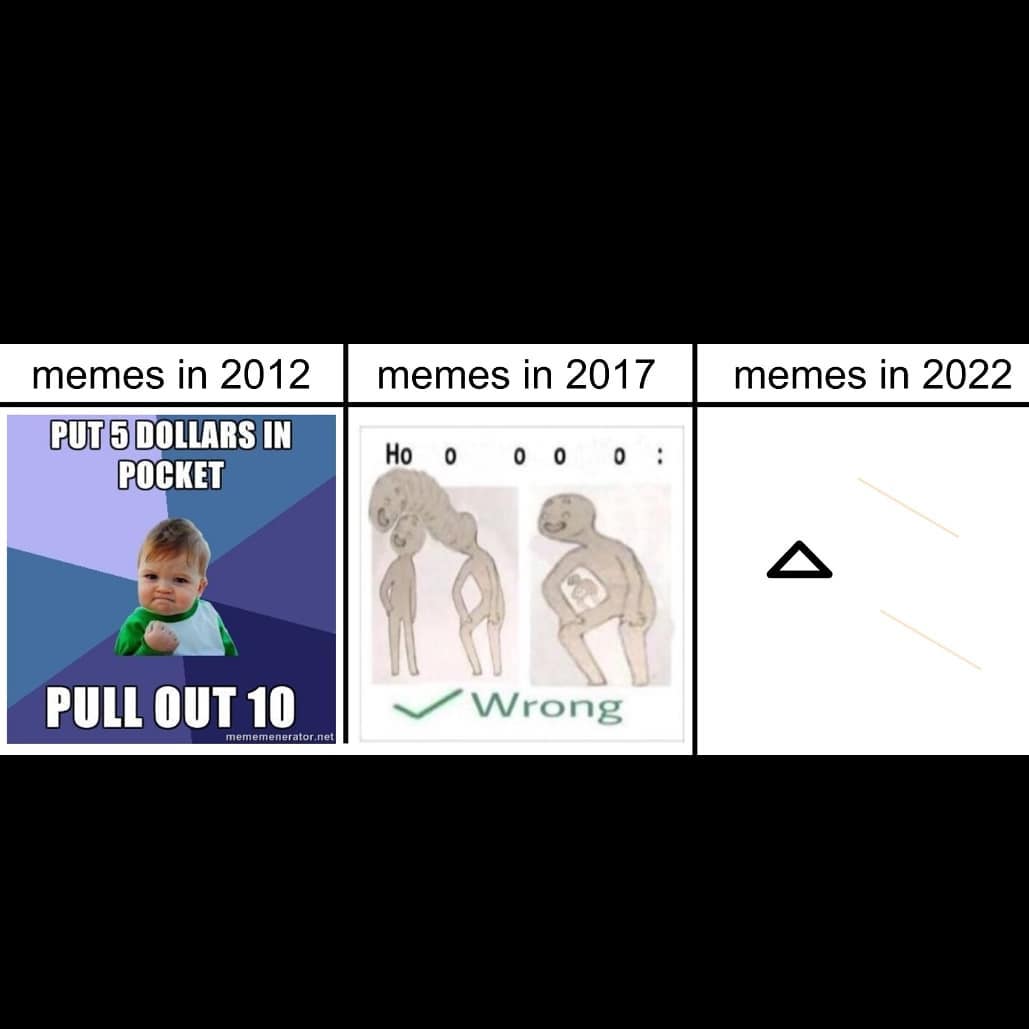 memes in 2012
memes in 2017
memes in 2022
PUT 5 DOLLARS IN
POCKET
PULL OUT 10
mememenerator.net
Ho o o o o :
✓ Wrong